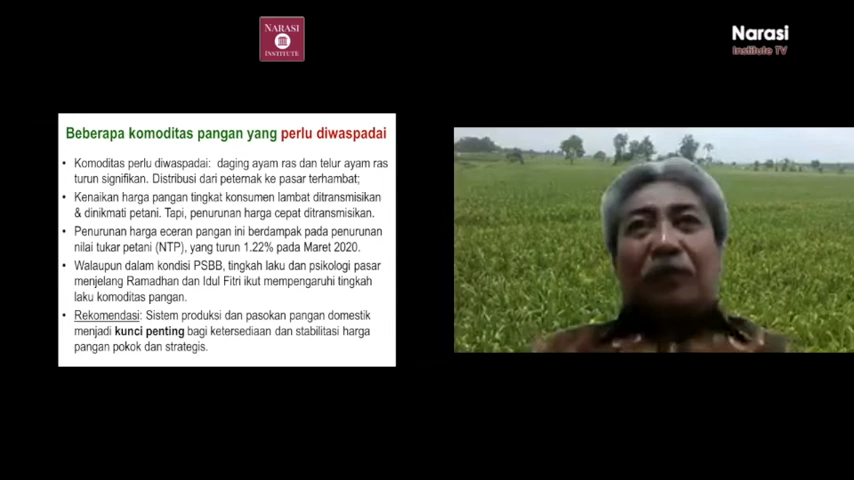 NARASI
INSTITUTE
Narasi
Institute TV
Beberapa komoditas pangan yang perlu diwaspadai
• Komoditas perlu diwaspadai: daging ayam ras dan telur ayam ras
turun signifikan. Distribusi dari peternak ke pasar terhambat;
• Kenaikan harga pangan tingkat konsumen lambat ditransmisikan
& dinikmati petani. Tapi, penurunan harga cepat ditransmisikan.
• Penurunan harga eceran pangan ini berdampak pada penurunan
nilai tukar petani (NTP), yang turun 1.22% pada Maret 2020.
• Walaupun dalam kondisi PSBB, tingkah laku dan psikologi pasar
menjelang Ramadhan dan Idul Fitri ikut mempengaruhi tingkah
laku komoditas pangan.
• Rekomendasi: Sistem produksi dan pasokan pangan domestik
menjadi kunci penting bagi ketersediaan dan stabilitas harga
pangan pokok dan strategis.